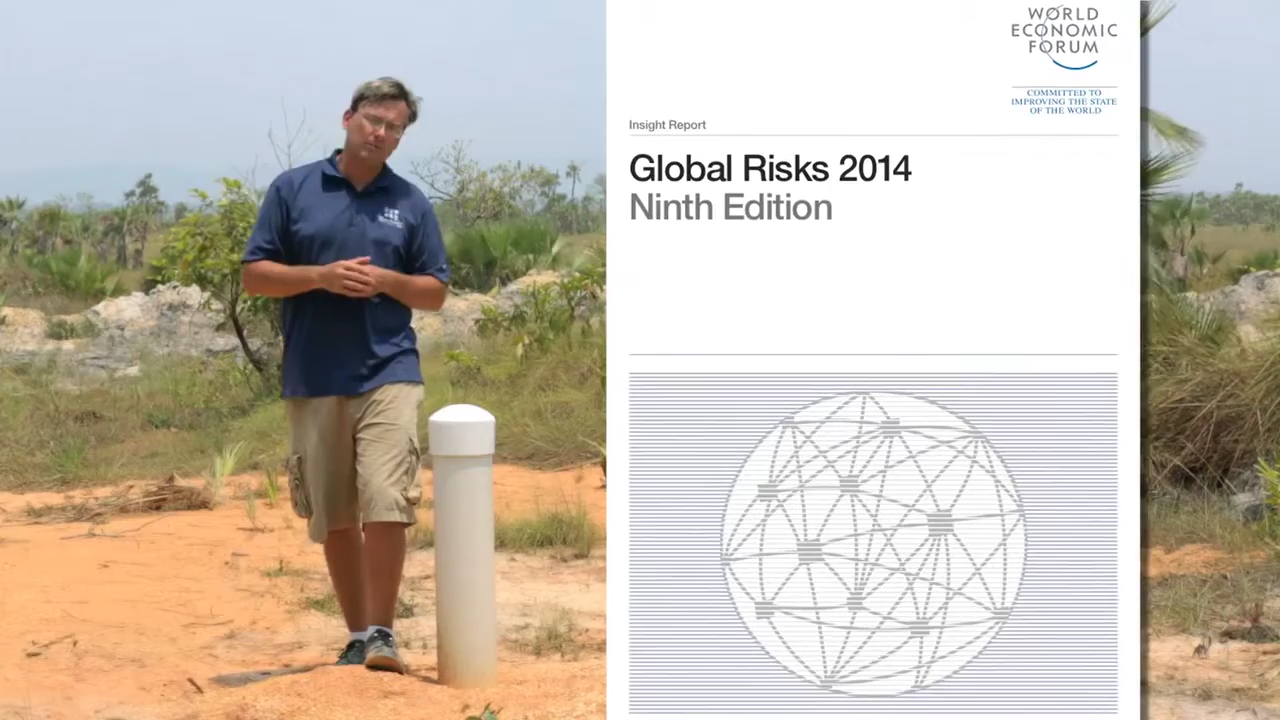 WORLD
ECONOMIC
FORUM
COMMITTED TO
IMPROVING THE STATE
OF THE WORLD
Insight Report
Global Risks 2014
Ninth Edition